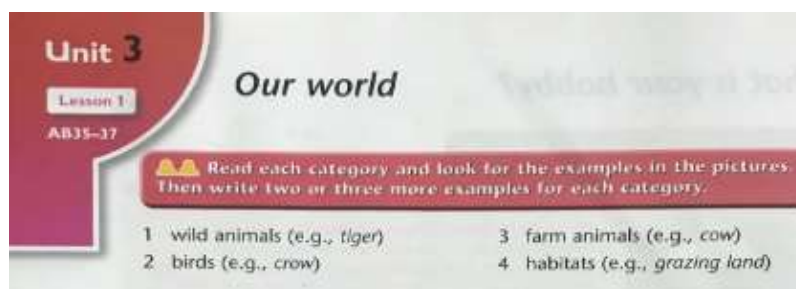 Unit 3
Lesson 1
AB35–37
Our world
Read each category and look for the examples in the pictures.
Then write two or three more examples for each category.
1 wild animals (e.g., tiger)
2 birds (e.g., crow)
3 farm animals (e.g., cow)
4 habitats (e.g., grazing land)